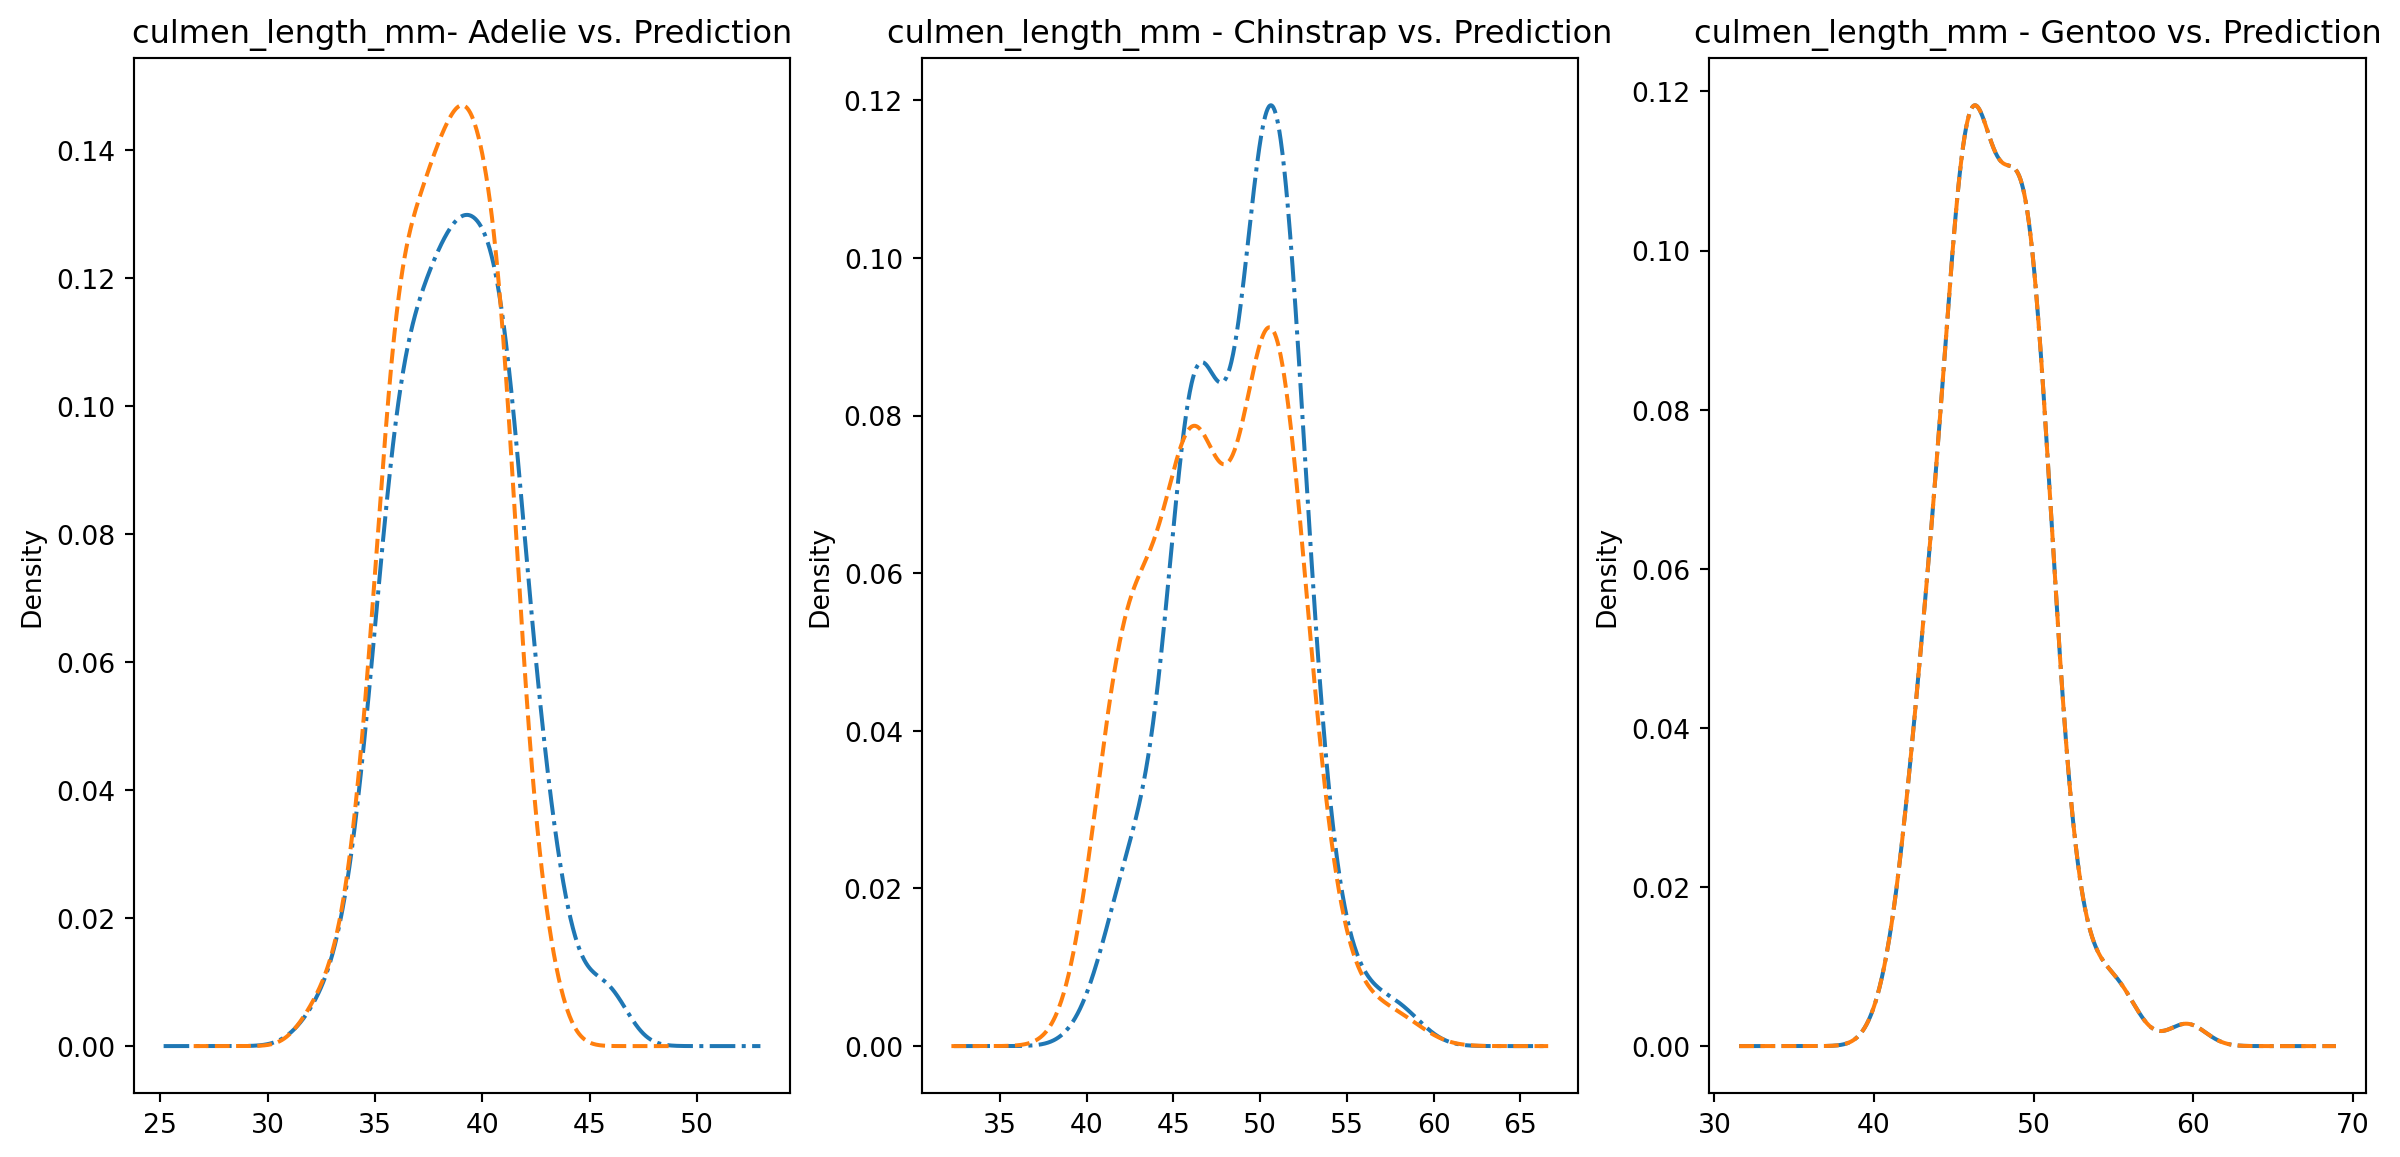 culmen_length_mm- Adelie vs. Prediction
Density
0.14
0.12
0.10
0.08
0.06
0.04
0.02
0.00
25 30 35 40 45 50
culmen_length_mm - Chinstrap vs. Prediction
Density
0.12
0.10
0.08
0.06
0.04
0.02
0.00
35 40 45 50 55 60 65
culmen_length_mm - Gentoo vs. Prediction
Density
0.12
0.10
0.08
0.06
0.04
0.02
0.00
30 40 50 60 70